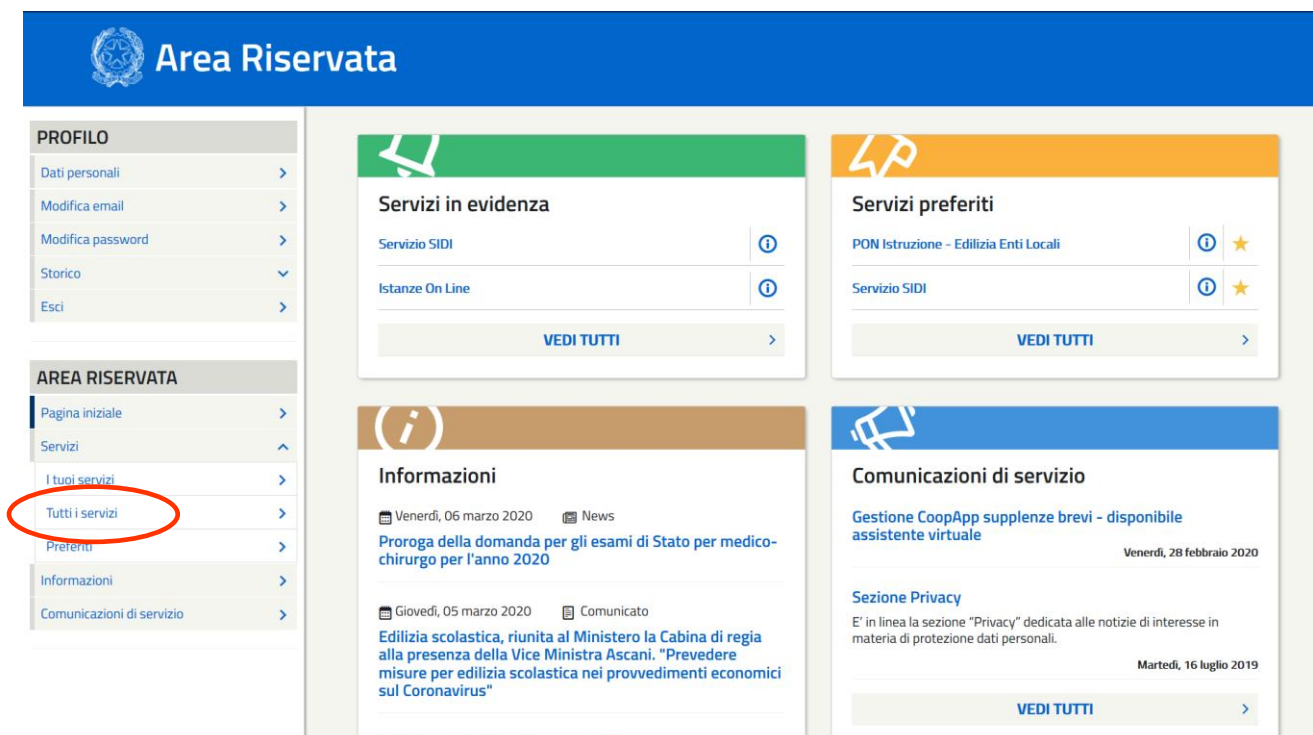 Area Riservata
PROFILO
Dati personali
Modifica email
Modifica password
Storico
Esci
AREA RISERVATA
Pagina iniziale
Servizi
I tuoi servizi
Tutti i servizi
Preferiti
Informazioni
Comunicazioni di servizio
Servizi in evidenza
Servizio SIDI
Istanze On Line
VEDI TUTTI
Servizi preferiti
PON Istruzione - Edilizia Enti Locali
Servizio SIDI
VEDI TUTTI
Informazioni
Venerdì, 06 marzo 2020 News
Proroga della domanda per gli esami di Stato per medico-
chirurgo per l'anno 2020
Giovedì, 05 marzo 2020 Comunicato
Edilizia scolastica, riunita al Ministero la Cabina di regia
alla presenza della Vice Ministra Ascani. "Prevedere
misure per edilizia scolastica nei provvedimenti economici
sul Coronavirus"
Comunicazioni di servizio
Gestione CoopApp supplenze brevi - disponibile
assistente virtuale
Venerdì, 28 febbraio 2020
Sezione Privacy
E' in linea la sezione "Privacy" dedicata alle notizie di interesse in
materia di protezione dati personali.
Martedì, 16 luglio 2019
VEDI TUTTI